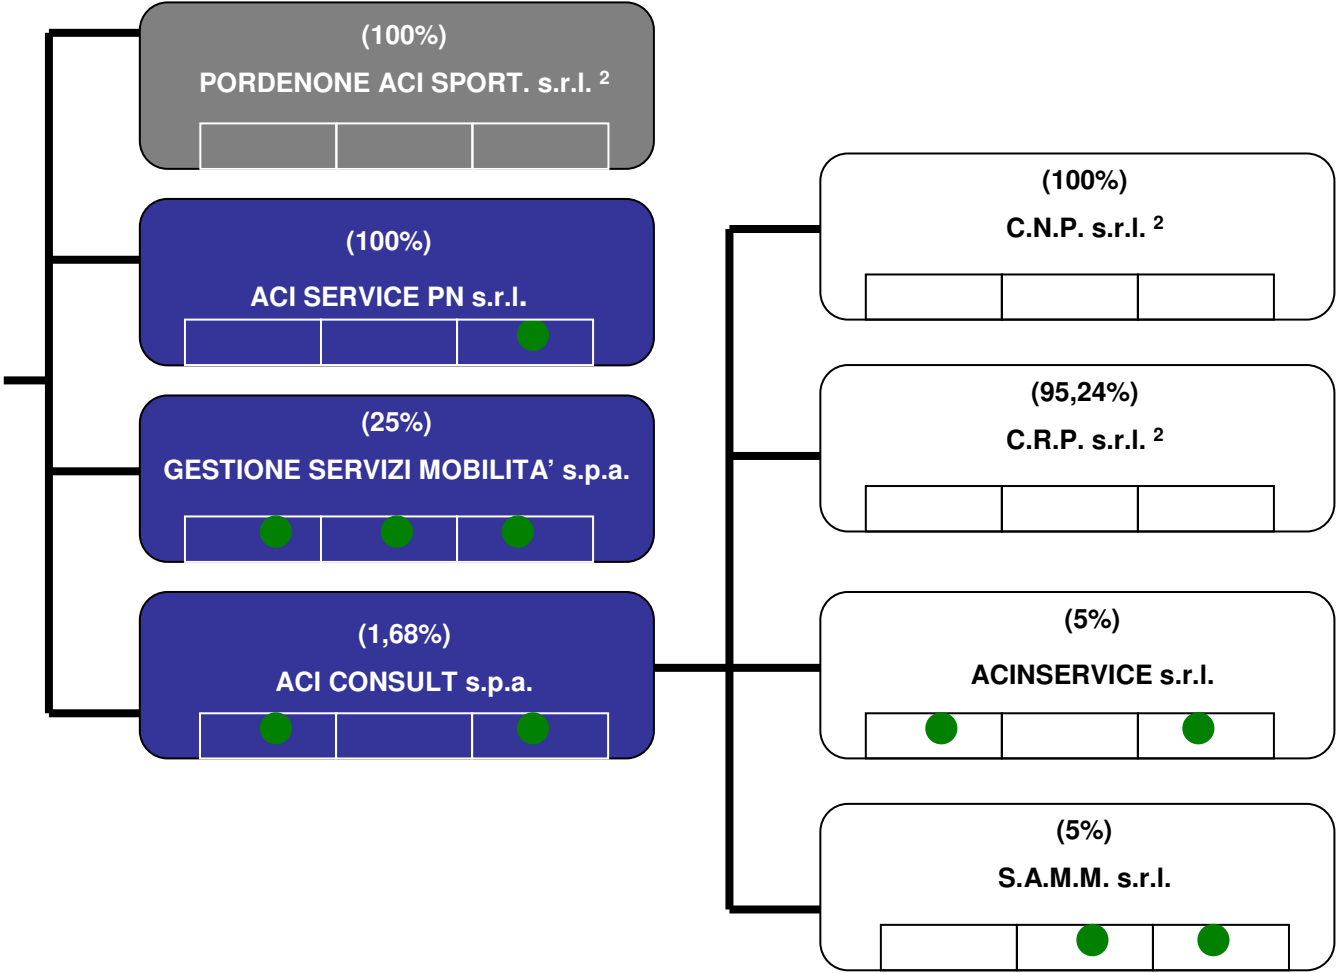 (100%)
PORDENONE ACI SPORT. s.r.l. ²
(100%)
ACI SERVICE PN s.r.l.
(25%)
GESTIONE SERVIZI MOBILITA’ s.p.a.
(1,68%)
ACI CONSULT s.p.a.
(100%)
C.N.P. s.r.l. ²
(95,24%)
C.R.P. s.r.l. ²
(5%)
ACINSERVICE s.r.l.
(5%)
S.A.M.M. s.r.l.